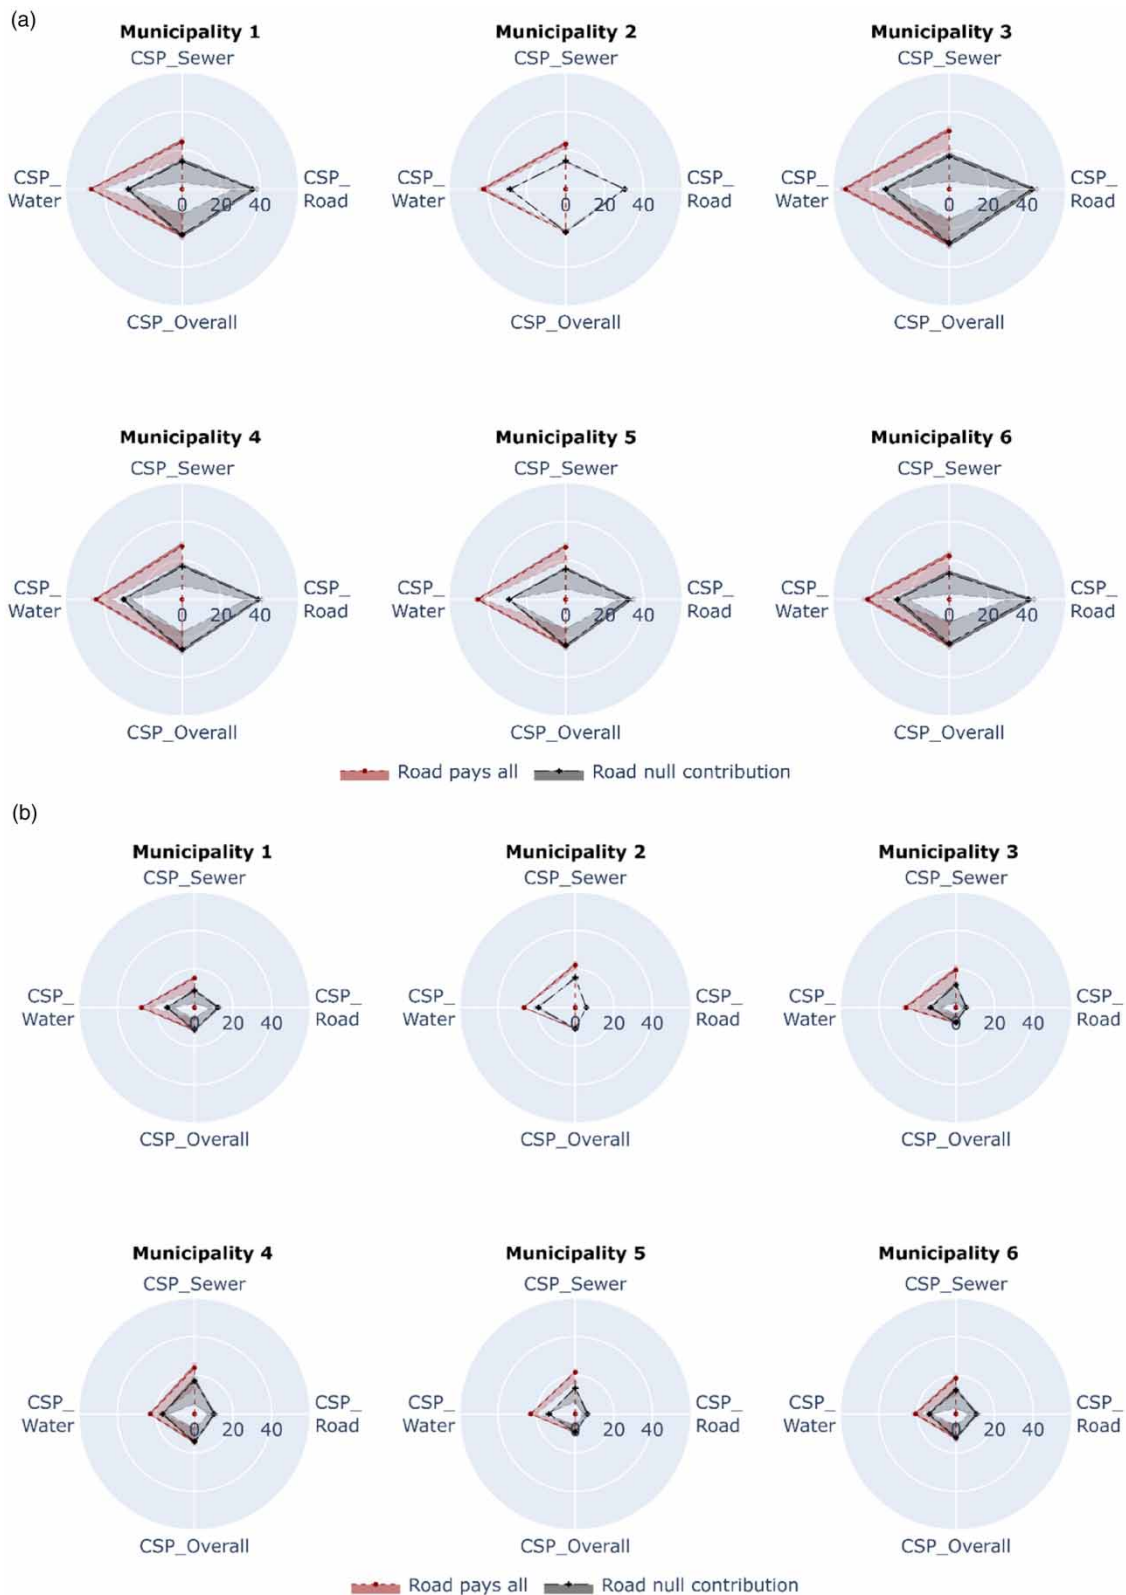 (a)
Municipality 1 Municipality 2 Municipality 3
CSP_Sewer CSP_Sewer CSP_Sewer
CSP_ CSP_ CSP_ CSP_ CSP_ CSP_
Water 0 20 40 Road Water 0 20 40 Road Water 0 20 40 Road
CSP_Overall CSP_Overall CSP_Overall
Municipality 4 Municipality 5 Municipality 6
CSP_Sewer CSP_Sewer CSP_Sewer
CSP_ CSP_ CSP_ CSP_ CSP_ CSP_
Water 0 20 40 Road Water 0 20 40 Road Water 0 20 40 Road
CSP_Overall CSP_Overall CSP_Overall
Road pays all Road null contribution
(b)
Municipality 1 Municipality 2 Municipality 3
CSP_Sewer CSP_Sewer CSP_Sewer
CSP_ CSP_ CSP_ CSP_ CSP_ CSP_
Water 0 20 40 Road Water 0 20 40 Road Water 0 20 40 Road
CSP_Overall CSP_Overall CSP_Overall
Municipality 4 Municipality 5 Municipality 6
CSP_Sewer CSP_Sewer CSP_Sewer
CSP_ CSP_ CSP_ CSP_ CSP_ CSP_
Water 0 20 40 Road Water 0 20 40 Road Water 0 20 40 Road
CSP_Overall CSP_Overall CSP_Overall
Road pays all Road null contribution